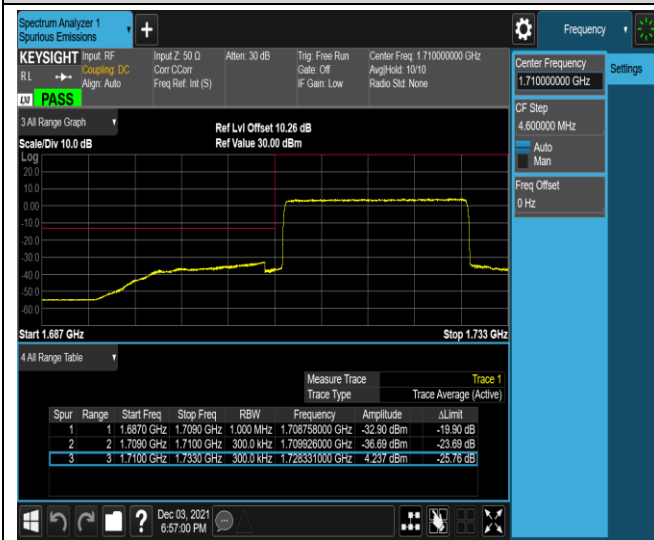 Spectrum Analyzer 1
Spurious Emissions
+
Frequency
KEYSIGHT Input: RF Input Z: 50 Ω Atten: 30 dB Trig: Free Run Center Freq: 1.710000000 GHz
RL Coupling: DC Corr CCorr Gate: Off Avg|Hold: 10/10
Align: Auto Freq Ref: Int (S) IF Gain: Low Radio Std: None
LXI PASS
Center Frequency
1.710000000 GHz
Settings
CF Step
4.600000 MHz
Auto
Man
Freq Offset
0 Hz
3 All Range Graph
Ref Lvl Offset 10.26 dB
Scale/Div 10.0 dB Ref Value 30.00 dBm
Log
20.0
10.0
0.00
-10.0
-20.0
-30.0
-40.0
-50.0
-60.0
Start 1.687 GHz Stop 1.733 GHz
4 All Range Table
Measure Trace Trace 1
Trace Type Trace Average (Active)
Spur Range Start Freq Stop Freq RBW Frequency Amplitude ΔLimit
1 1 1.6870 GHz 1.7090 GHz 1.000 MHz 1.708758000 GHz -32.90 dBm -19.90 dB
2 2 1.7090 GHz 1.7100 GHz 300.0 kHz 1.709926000 GHz -36.69 dBm -23.69 dB
3 3 1.7100 GHz 1.7330 GHz 300.0 kHz 1.728331000 GHz 4.237 dBm -25.76 dB
? Dec 03, 2021
6:57:00 PM